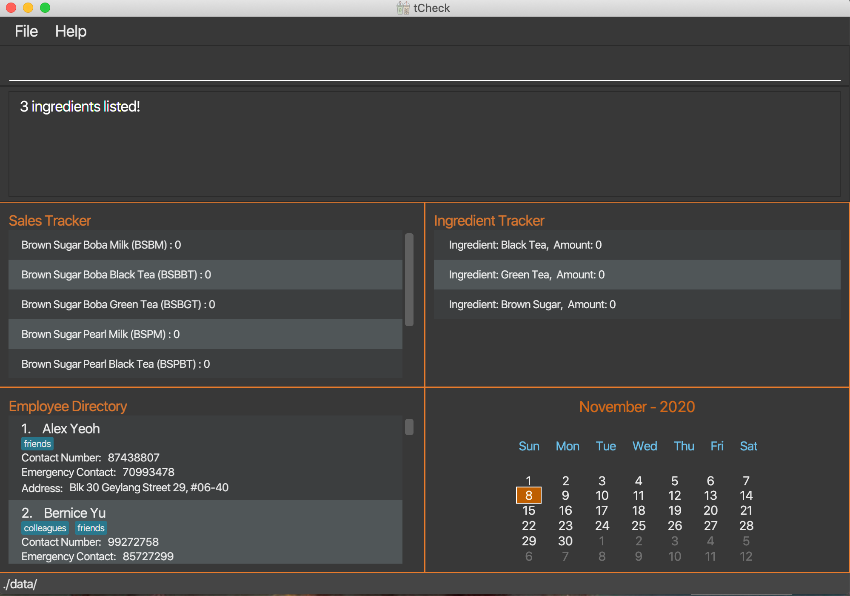 tCheck
File Help
3 ingredients listed!
Sales Tracker
Brown Sugar Boba Milk (BSBM) : 0
Brown Sugar Boba Black Tea (BSBBT) : 0
Brown Sugar Boba Green Tea (BSBGT) : 0
Brown Sugar Pearl Milk (BSPM) : 0
Brown Sugar Pearl Black Tea (BSPBT) : 0
Ingredient Tracker
Ingredient: Black Tea, Amount: 0
Ingredient: Green Tea, Amount: 0
Ingredient: Brown Sugar, Amount: 0
Employee Directory
1. Alex Yeoh
friends
Contact Number: 87438807
Emergency Contact: 70993478
Address: Blk 30 Geylang Street 29, #06-40
2. Bernice Yu
colleagues friends
Contact Number: 99272758
Emergency Contact: 85727299
November - 2020
Sun Mon Tue Wed Thu Fri Sat
1 2 3 4 5 6 7
8 9 10 11 12 13 14
15 16 17 18 19 20 21
22 23 24 25 26 27 28
29 30 1 2 3 4 5
6 7 8 9 10 11 12
./data/